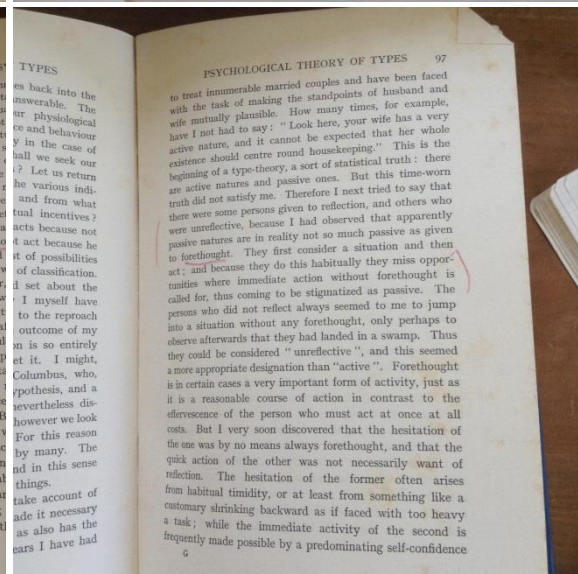 TYPES
es back into the
nswerable. The
ur physiological
ce and behaviour
y in the case of
hall we seek our
? Let us return
he various indi-
and from what
tual incentives?
acts because not
t act because he
it of possibilities
of classification.
d set about the
I myself have
to the reproach
outcome of my
on is so entirely
et it. I might,
Columbus, who,
ypothesis, and a
nevertheless dis-
however we look
For this reason
by many. The
nd in this sense
things.
take account of
ade it necessary
as also has the
ears I have had
PSYCHOLOGICAL THEORY OF TYPES 97
to treat innumerable married couples and have been faced
with the task of making the standpoints of husband and
wife mutually plausible. How many times, for example,
have I not had to say: "Look here, your wife has a very
active nature, and it cannot be expected that her whole
existence should centre round housekeeping." This is the
beginning of a type-theory, a sort of statistical truth: there
are active natures and passive ones. But this time-worn
truth did not satisfy me. Therefore I next tried to say that
there were some persons given to reflection, and others who
were unreflective, because I had observed that apparently
passive natures are in reality not so much passive as given
to forethought. They first consider a situation and then
act; and because they do this habitually they miss oppor-
tunities where immediate action without forethought is
called for, thus coming to be stigmatized as passive. The
persons who did not reflect always seemed to me to jump
into a situation without any forethought, only perhaps to
observe afterwards that they had landed in a swamp. Thus
they could be considered "unreflective", and this seemed
a more appropriate designation than "active". Forethought
is in certain cases a very important form of activity, just as
it is a reasonable course of action in contrast to the
effervescence of the person who must act at once at all
costs. But I very soon discovered that the hesitation of
the one was by no means always forethought, and that the
quick action of the other was not necessarily want of
reflection. The hesitation of the former often arises
from habitual timidity, or at least from something like a
customary shrinking backward as if faced with too heavy
a task; while the immediate activity of the second is
frequently made possible by a predominating self-confidence
G